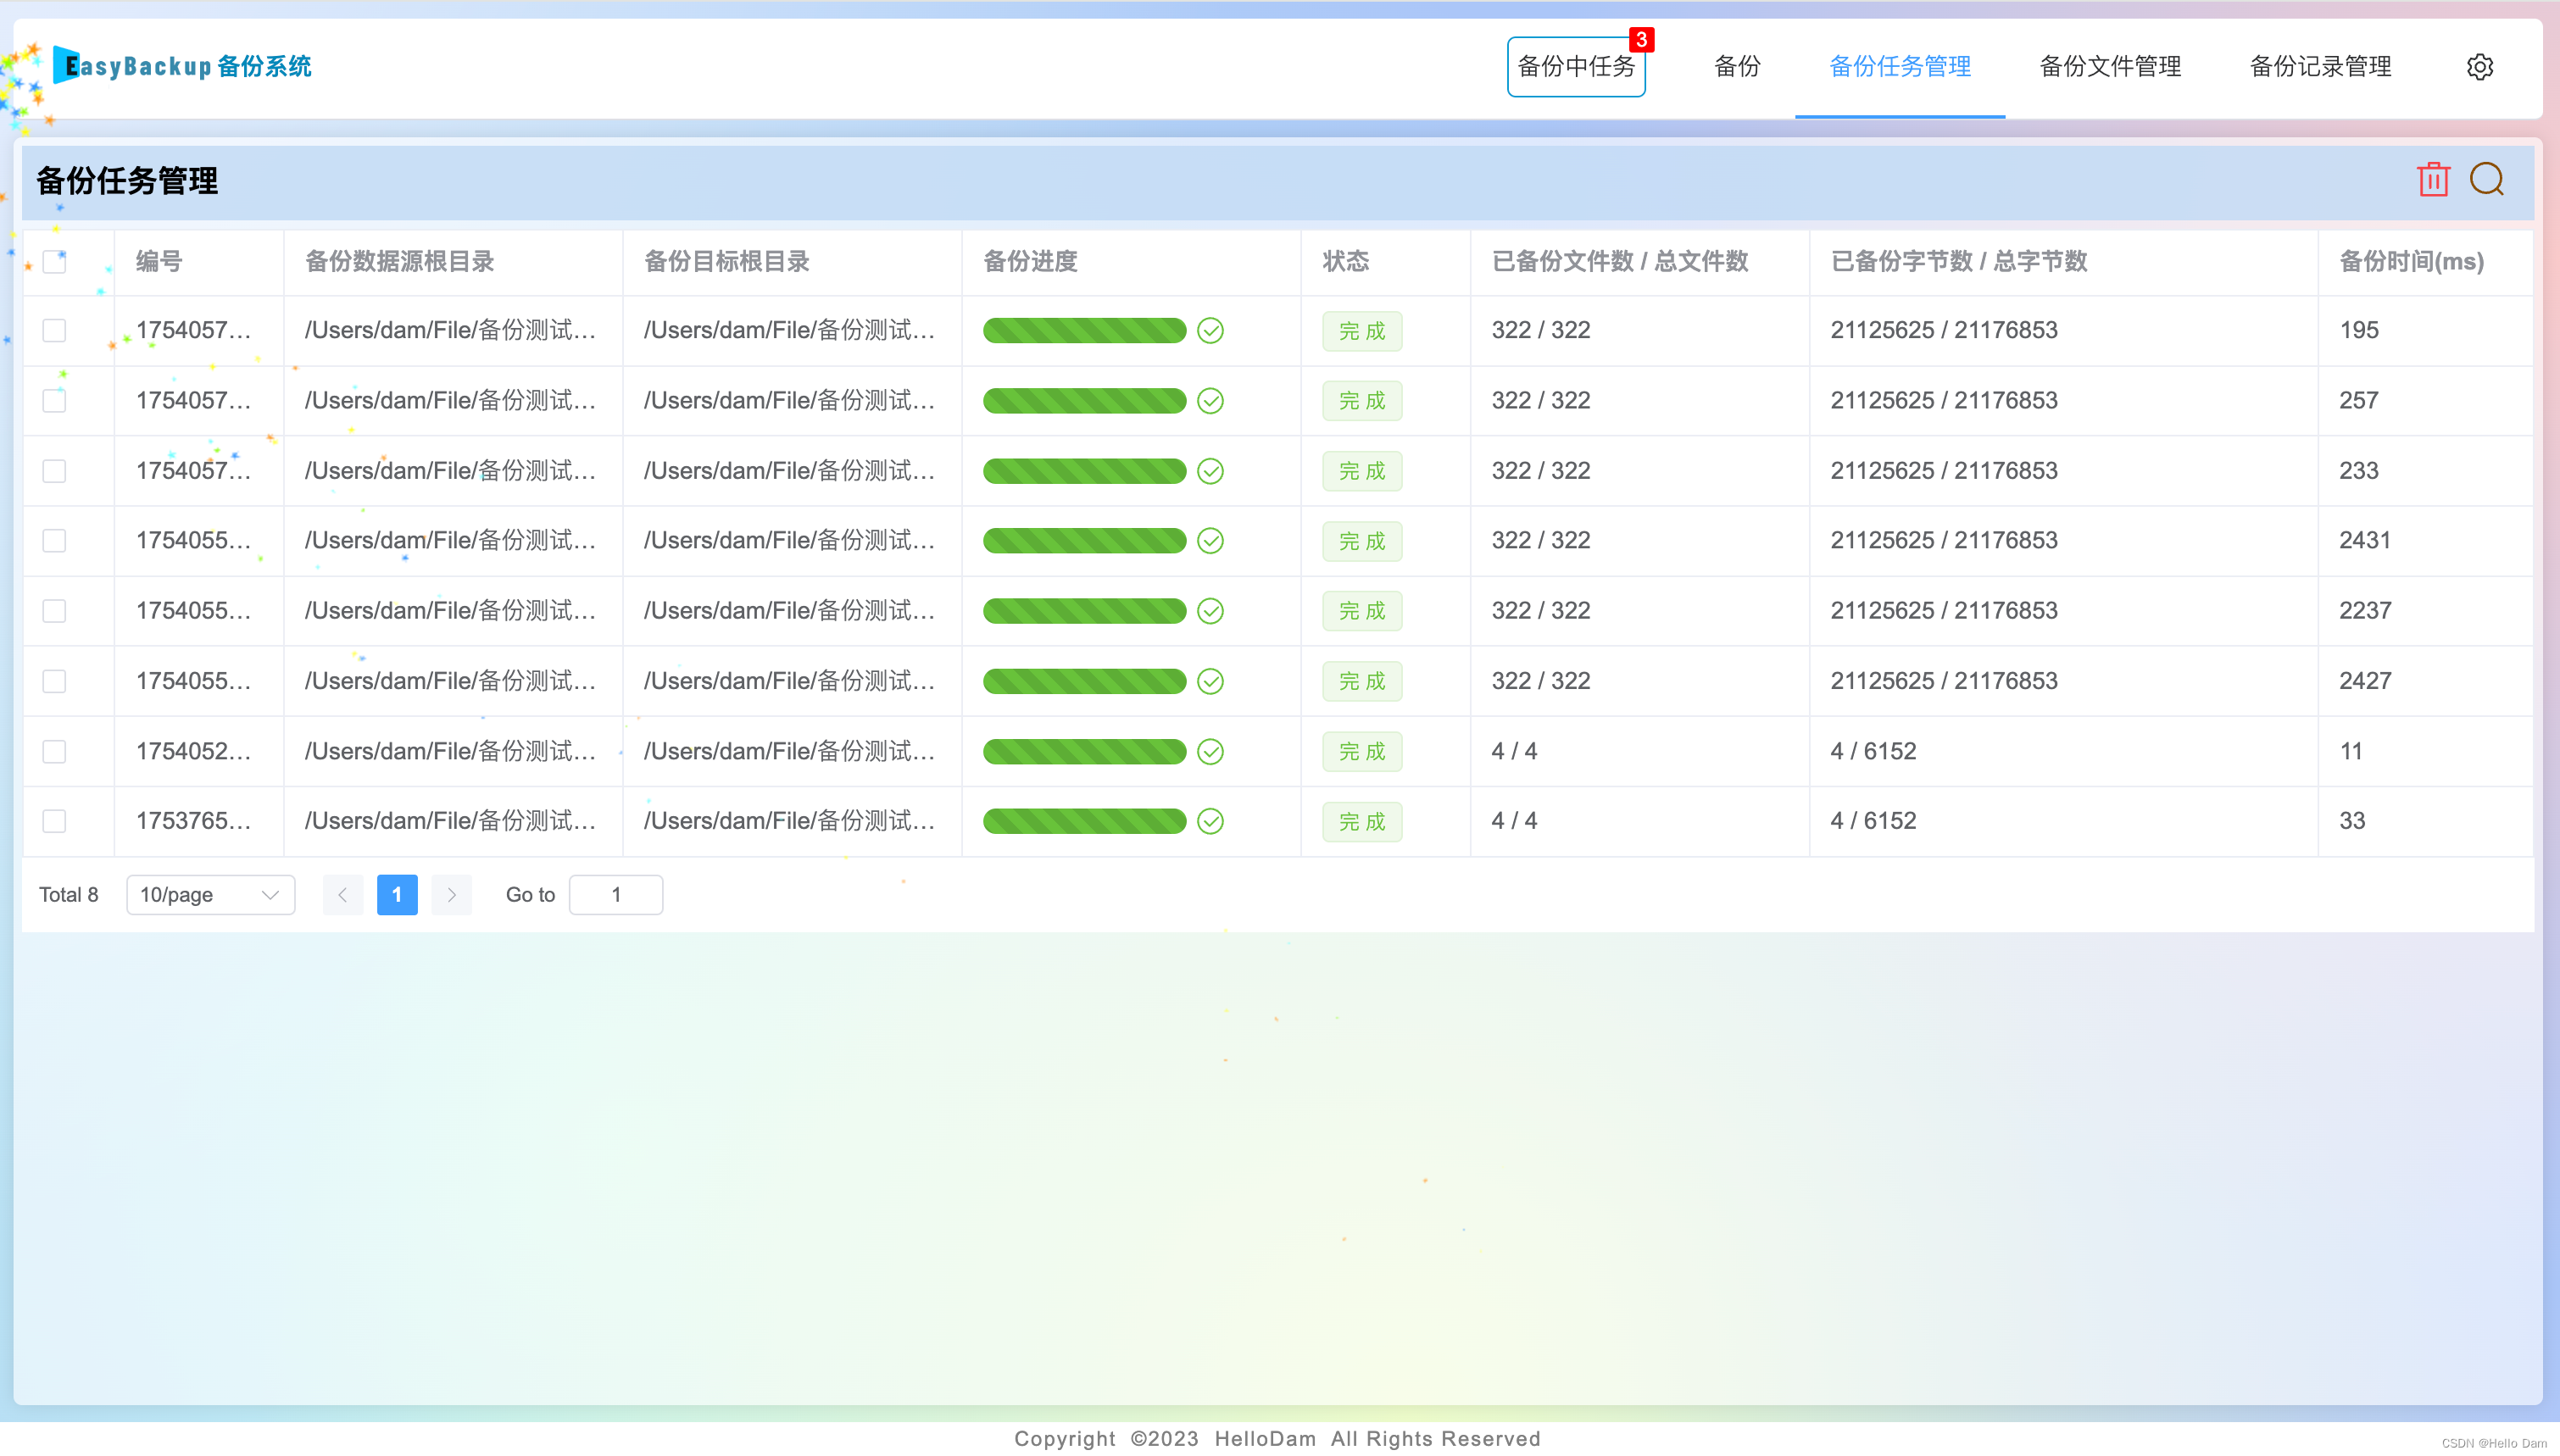 EasyBackup 备份系统 备份中任务 3 备份 备份任务管理 备份文件管理 备份记录管理
备份任务管理
编号 备份数据源根目录 备份目标根目录 备份进度 状态 已备份文件数 / 总文件数 已备份字节数 / 总字节数 备份时间(ms)
1754057... /Users/dam/File/备份测试... /Users/dam/File/备份测试... 完 成 322 / 322 21125625 / 21176853 195
1754057... /Users/dam/File/备份测试... /Users/dam/File/备份测试... 完 成 322 / 322 21125625 / 21176853 257
1754057... /Users/dam/File/备份测试... /Users/dam/File/备份测试... 完 成 322 / 322 21125625 / 21176853 233
1754055... /Users/dam/File/备份测试... /Users/dam/File/备份测试... 完 成 322 / 322 21125625 / 21176853 2431
1754055... /Users/dam/File/备份测试... /Users/dam/File/备份测试... 完 成 322 / 322 21125625 / 21176853 2237
1754055... /Users/dam/File/备份测试... /Users/dam/File/备份测试... 完 成 322 / 322 21125625 / 21176853 2427
1754052... /Users/dam/File/备份测试... /Users/dam/File/备份测试... 完 成 4 / 4 4 / 6152 11
1753765... /Users/dam/File/备份测试... /Users/dam/File/备份测试... 完 成 4 / 4 4 / 6152 33
Total 8 10/page 1 Go to 1
Copyright ©2023 HelloDam All Rights Reserved
CSDN @Hello Dam